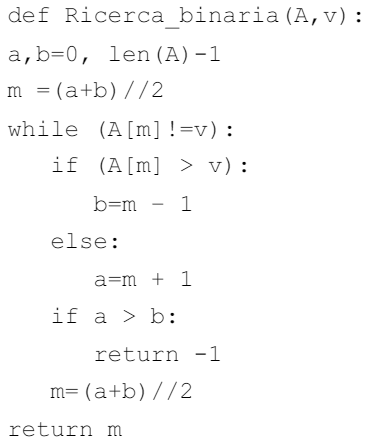 def Ricerca_binaria(A,v):
a,b=0, len(A)-1
m =(a+b)//2
while (A[m]!=v):
   if (A[m] > v):
      b=m – 1
   else:
      a=m + 1
   if a > b:
      return -1
   m=(a+b)//2
return m